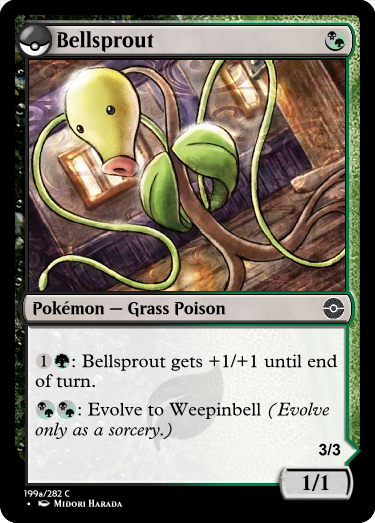 Bellsprout
Pokémon — Grass Poison
1: Bellsprout gets +1/+1 until end
of turn.
: Evolve to Weepinbell (Evolve
only as a sorcery.)
3/3
1/1
199a/282 C
• MIDORI HARADA